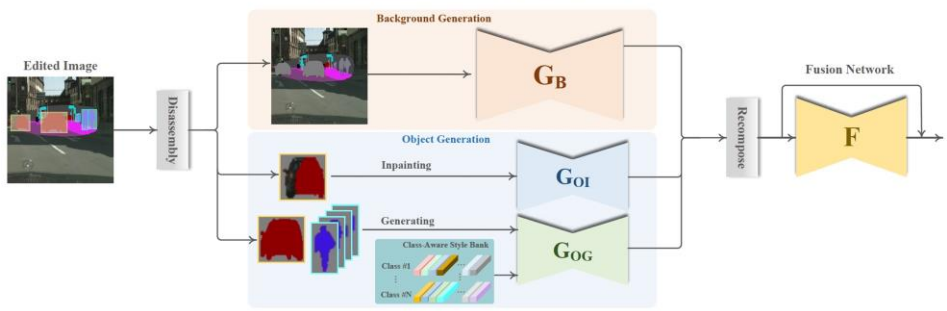 Background Generation
Edited Image
Disassembly
G_B
Object Generation
Inpainting
G_OI
Generating
G_OG
Class-Aware Style Bank
Class #1
Class #N
Recompose
Fusion Network
F